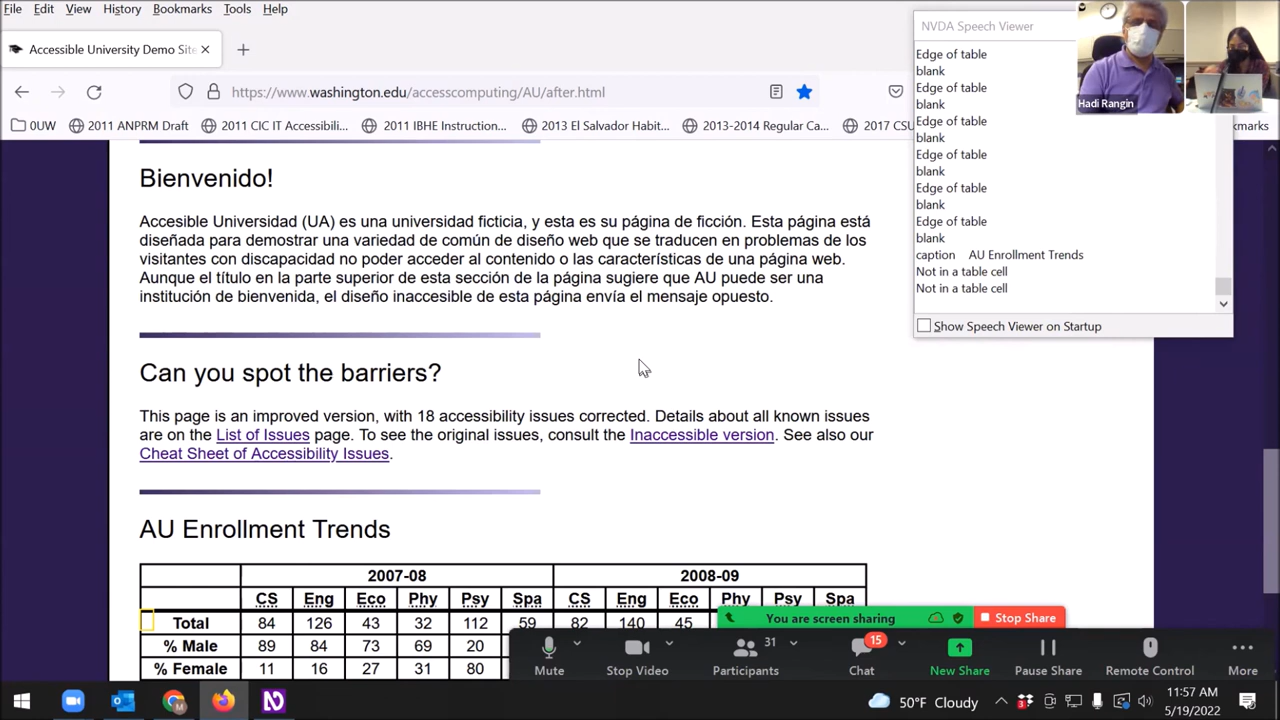 File Edit View History Bookmarks Tools Help
Accessible University Demo Site
https://www.washington.edu/accesscomputing/AU/after.html
0UW 2011 ANPRM Draft 2011 CIC IT Accessibili... 2011 IBHE Instruction... 2013 El Salvador Habit... 2013-2014 Regular Ca... 2017 CSU
Bienvenido!
Accesible Universidad (UA) es una universidad ficticia, y esta es su página de ficción. Esta página está
diseñada para demostrar una variedad de común de diseño web que se traducen en problemas de los
visitantes con discapacidad no poder acceder al contenido o las características de una página web.
Aunque el título en la parte superior de esta sección de la página sugiere que AU puede ser una
institución de bienvenida, el diseño inaccesible de esta página envía el mensaje opuesto.
Can you spot the barriers?
This page is an improved version, with 18 accessibility issues corrected. Details about all known issues
are on the List of Issues page. To see the original issues, consult the Inaccessible version. See also our
Cheat Sheet of Accessibility Issues.
AU Enrollment Trends
2007-08 2008-09
CS Eng Eco Phy Psy Spa CS Eng Eco Phy Psy Spa
Total 84 126 43 32 112 59 82 140 45
% Male 89 84 73 69 20
% Female 11 16 27 31 80
NVDA Speech Viewer
Edge of table
blank
Edge of table
blank
Edge of table
blank
Edge of table
blank
Edge of table
blank
Edge of table
blank
caption AU Enrollment Trends
Not in a table cell
Not in a table cell
Show Speech Viewer on Startup
Hadi Rangin
You are screen sharing Stop Share
31 15
Mute Stop Video Participants Chat New Share Pause Share Remote Control More
50°F Cloudy
11:57 AM
5/19/2022